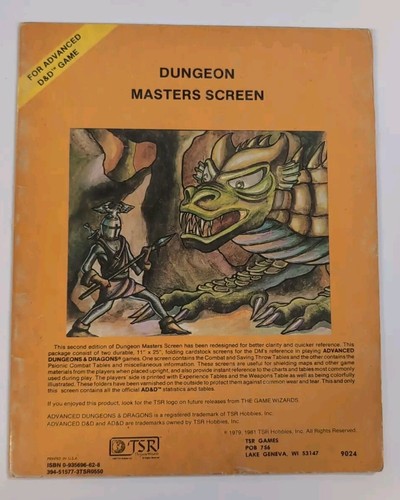 FOR ADVANCED
D&D™ GAME
DUNGEON
MASTERS SCREEN
This second edition of Dungeon Masters Screen has been redesigned for better clarity and quicker reference. This
package consist of two durable, 11" x 25", folding cardstock screens for the DM's reference in playing ADVANCED
DUNGEONS & DRAGONS® games. One screen contains the Combat and Saving Throw Tables and the other contains the
Psionic Combat Tables and miscellaneous information. These screens are useful for shielding maps and other game
materials from the players when placed upright, and also provide instant reference to the charts and tables most commonly
used during play. The players' side is printed with Experience Tables and the Weapons Table as well as being colorfully
illustrated. These folders have been varnished on the outside to protect them against common wear and tear. This and only
this screen contains all the official AD&D™ statistics and tables.
If you enjoyed this product, look for the TSR logo on future releases from THE GAME WIZARDS.
ADVANCED DUNGEONS & DRAGONS is a registered trademark of TSR Hobbies, Inc.
ADVANCED D&D and AD&D are trademarks owned by TSR Hobbies, Inc.
© 1979, 1981 TSR Hobbies, Inc. All Rights Reserved.
PRINTED IN U.S.A.
ISBN 0-935696-62-8
394-51577-3TSR0550
TSR
TSR GAMES
POB 756
LAKE GENEVA, WI 53147
9024